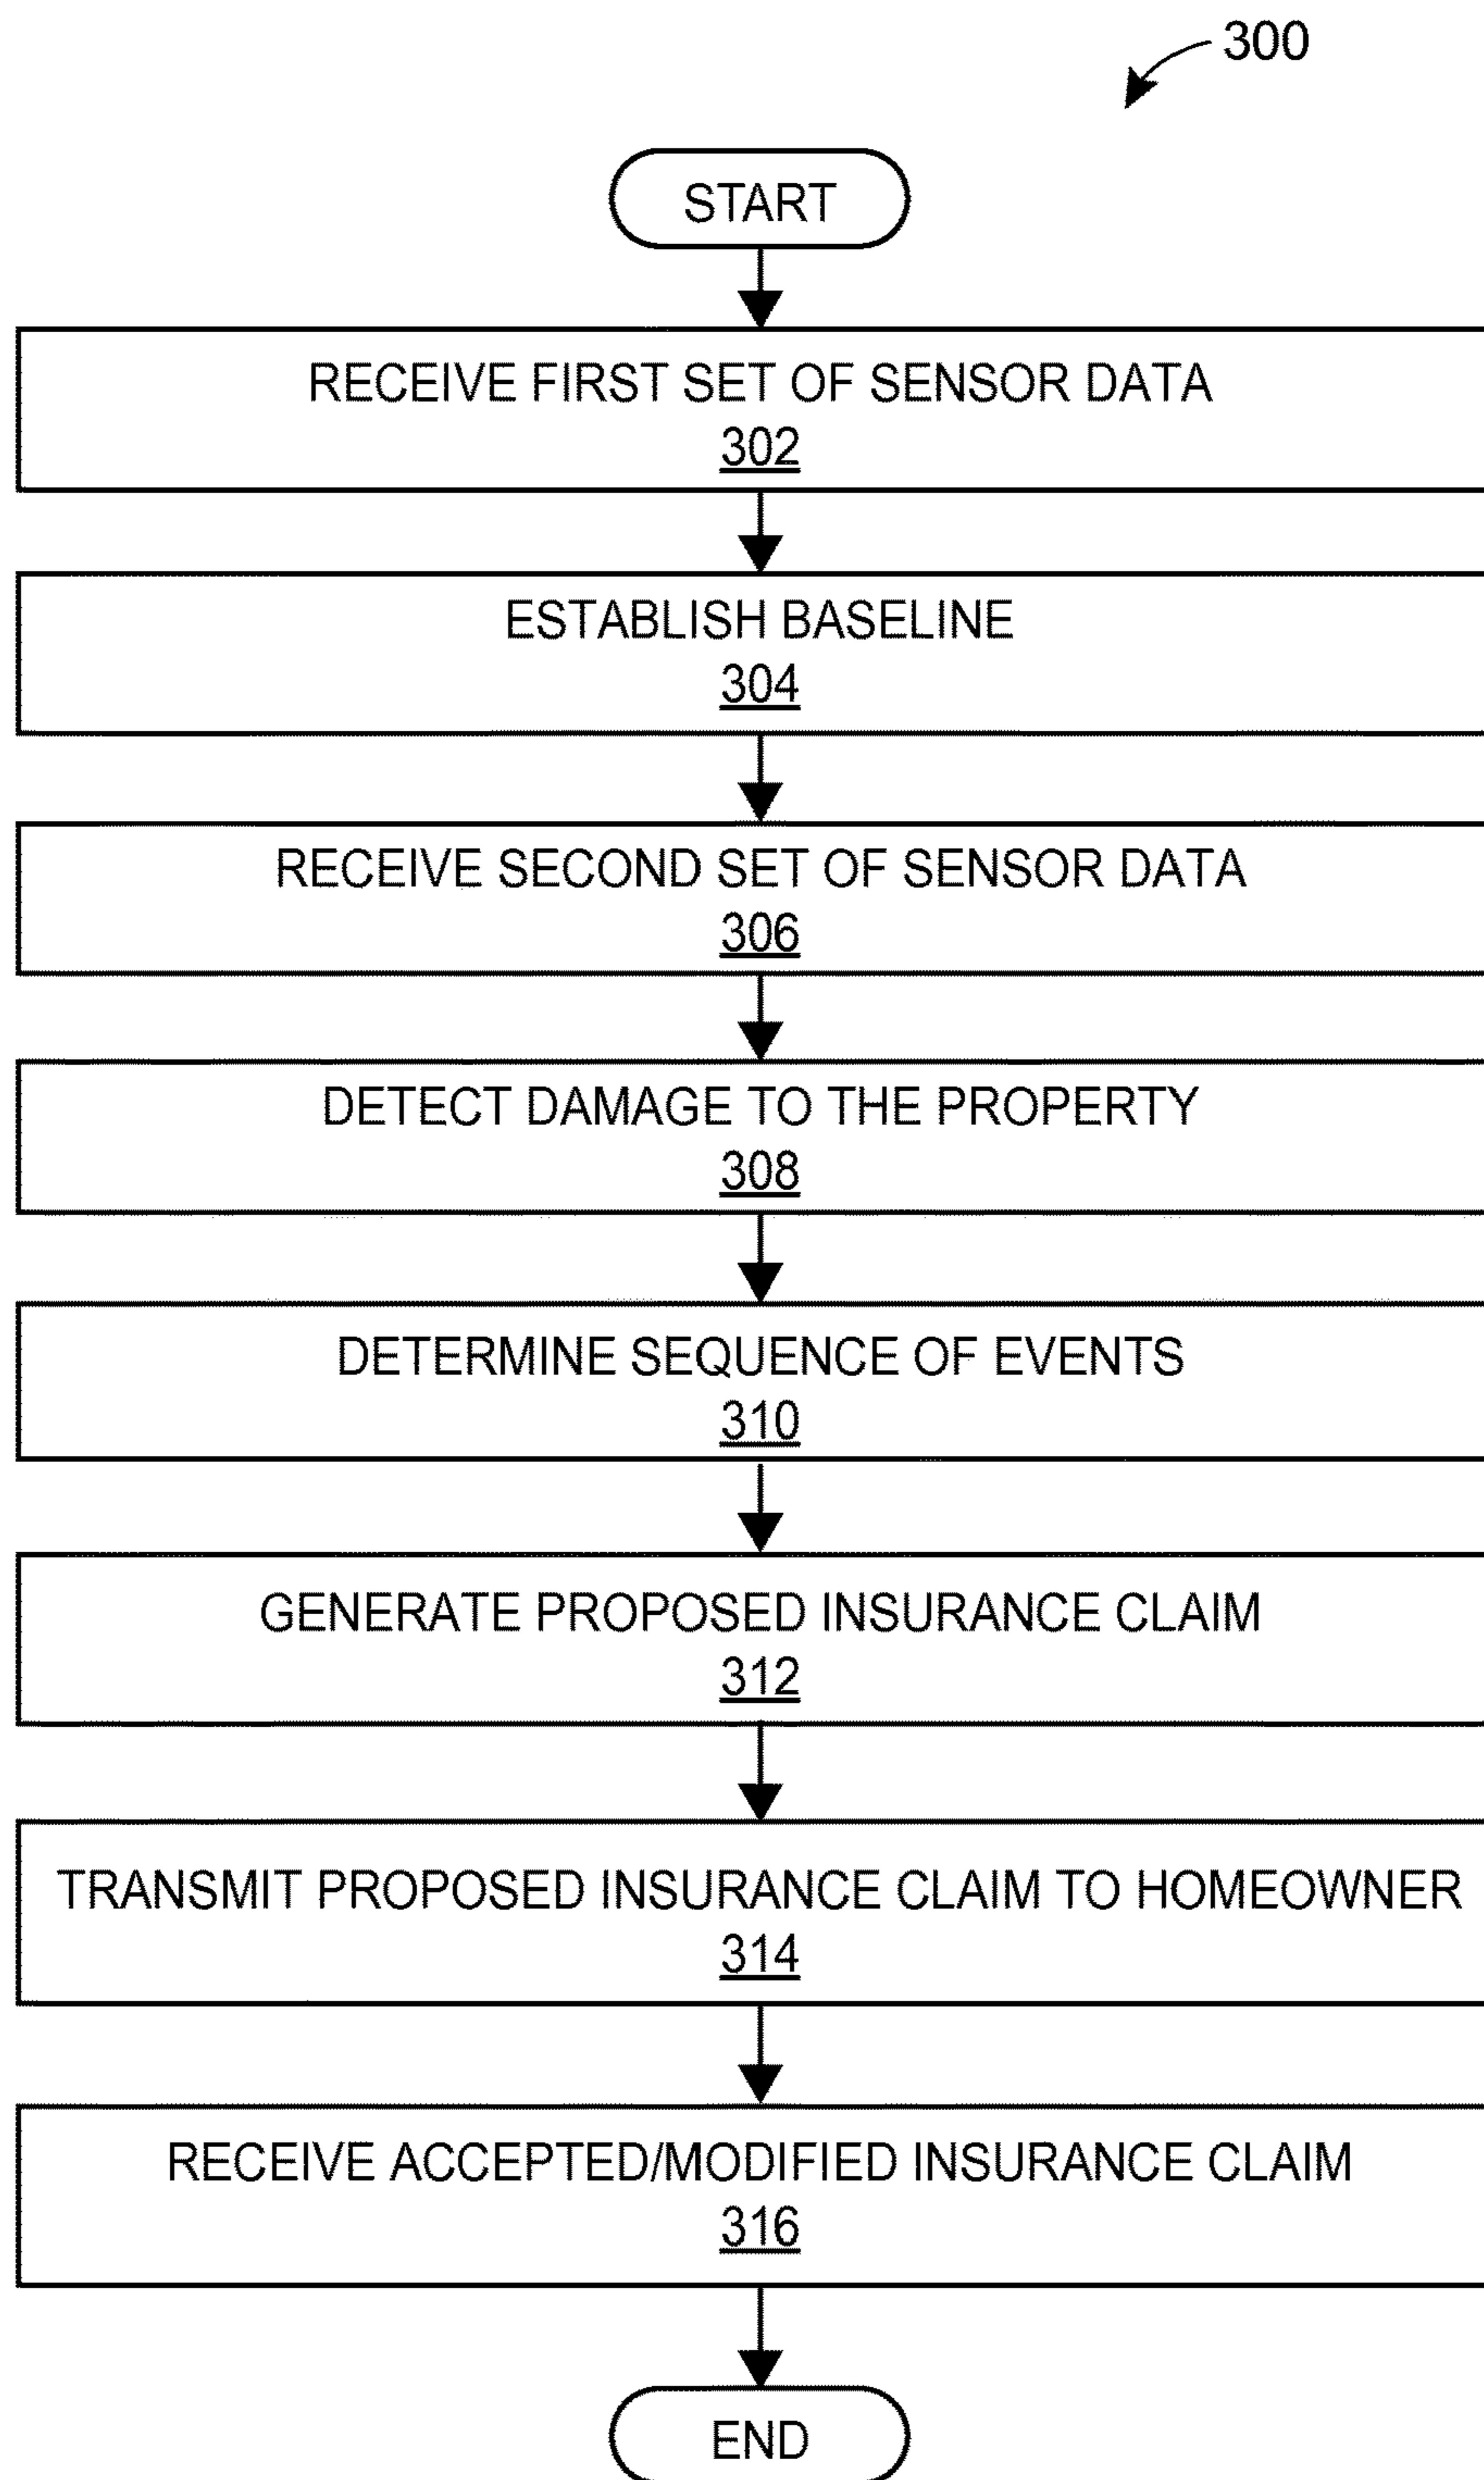 300
START
RECEIVE FIRST SET OF SENSOR DATA
302
ESTABLISH BASELINE
304
RECEIVE SECOND SET OF SENSOR DATA
306
DETECT DAMAGE TO THE PROPERTY
308
DETERMINE SEQUENCE OF EVENTS
310
GENERATE PROPOSED INSURANCE CLAIM
312
TRANSMIT PROPOSED INSURANCE CLAIM TO HOMEOWNER
314
RECEIVE ACCEPTED/MODIFIED INSURANCE CLAIM
316
END